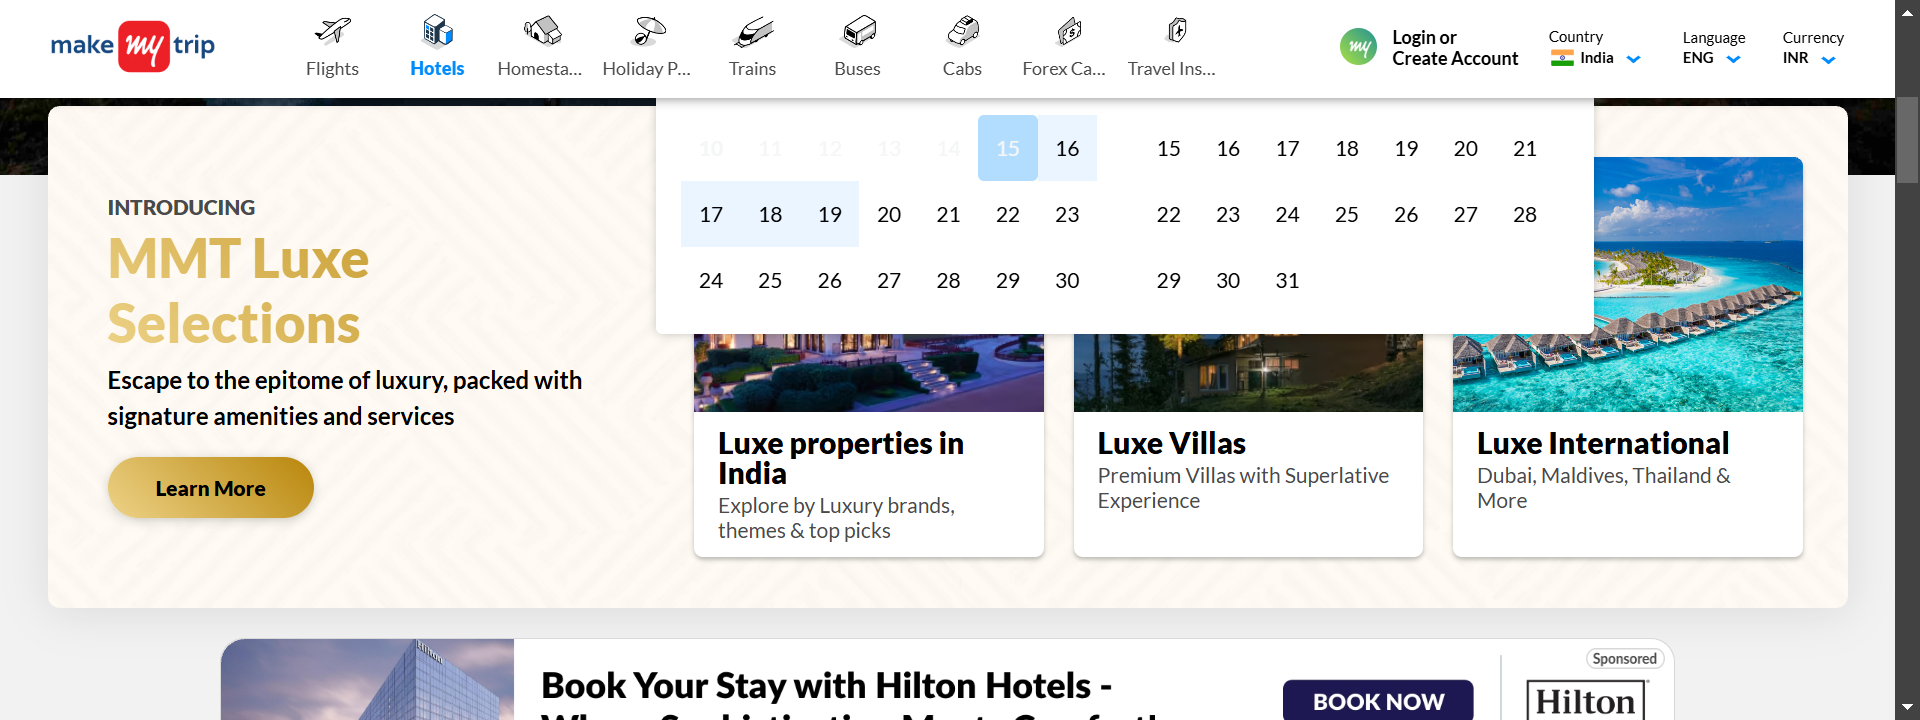 make my trip
Flights
Hotels
Homesta...
Holiday P...
Trains
Buses
Cabs
Forex Ca...
Travel Ins...
my
Login or
Create Account
Country
India
Language
ENG
Currency
INR
10 11 12 13 14 15 16
17 18 19 20 21 22 23
24 25 26 27 28 29 30
15 16 17 18 19 20 21
22 23 24 25 26 27 28
29 30 31
INTRODUCING
MMT Luxe
Selections
Escape to the epitome of luxury, packed with
signature amenities and services
Learn More
Luxe properties in
India
Explore by Luxury brands,
themes & top picks
Luxe Villas
Premium Villas with Superlative
Experience
Luxe International
Dubai, Maldives, Thailand &
More
Hilton
Book Your Stay with Hilton Hotels -
BOOK NOW
Sponsored
Hilton